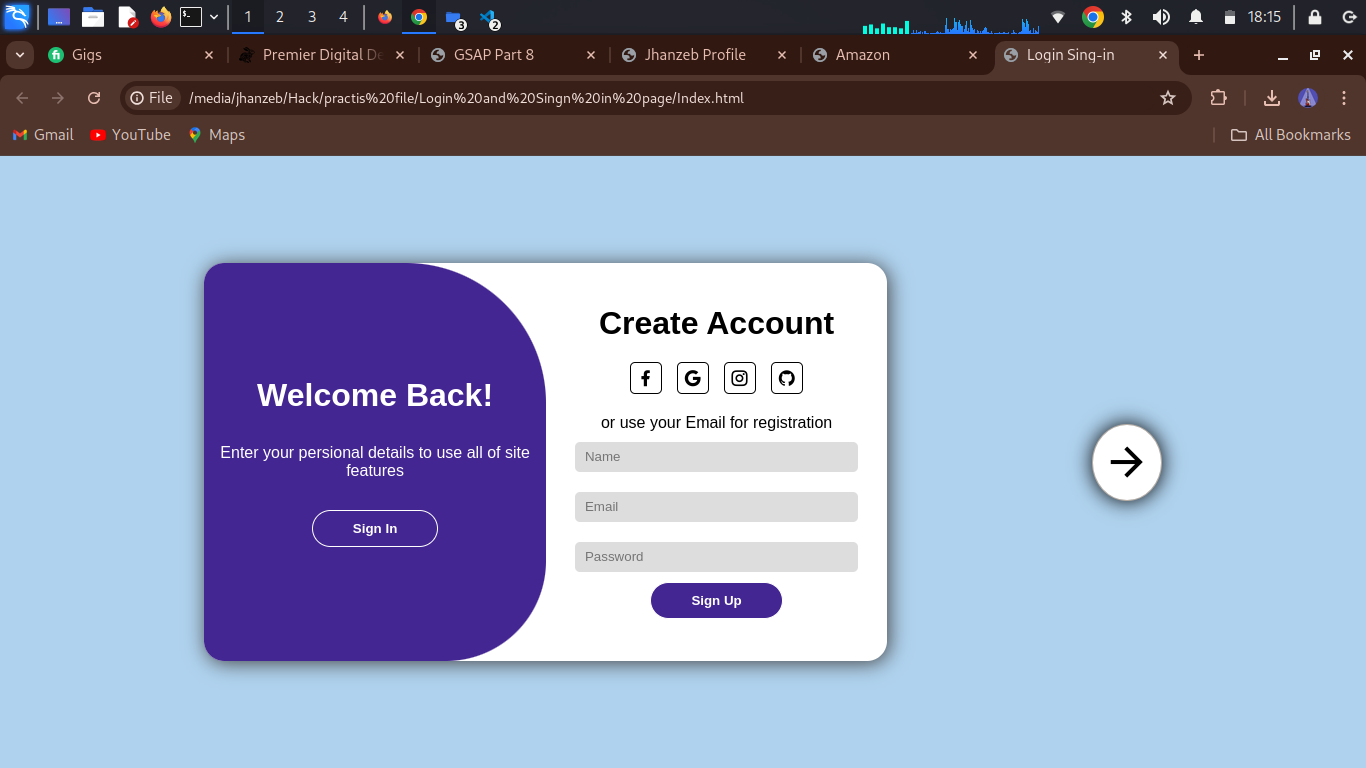 1 2 3 4 3 2 18:15
Gigs Premier Digital De GSAP Part 8 Jhanzeb Profile Amazon Login Sing-in
File /media/jhanzeb/Hack/practis%20file/Login%20and%20Singn%20in%20page/Index.html
Gmail YouTube Maps All Bookmarks
Welcome Back!
Enter your persional details to use all of site
features
Sign In
Create Account
or use your Email for registration
Name
Email
Password
Sign Up